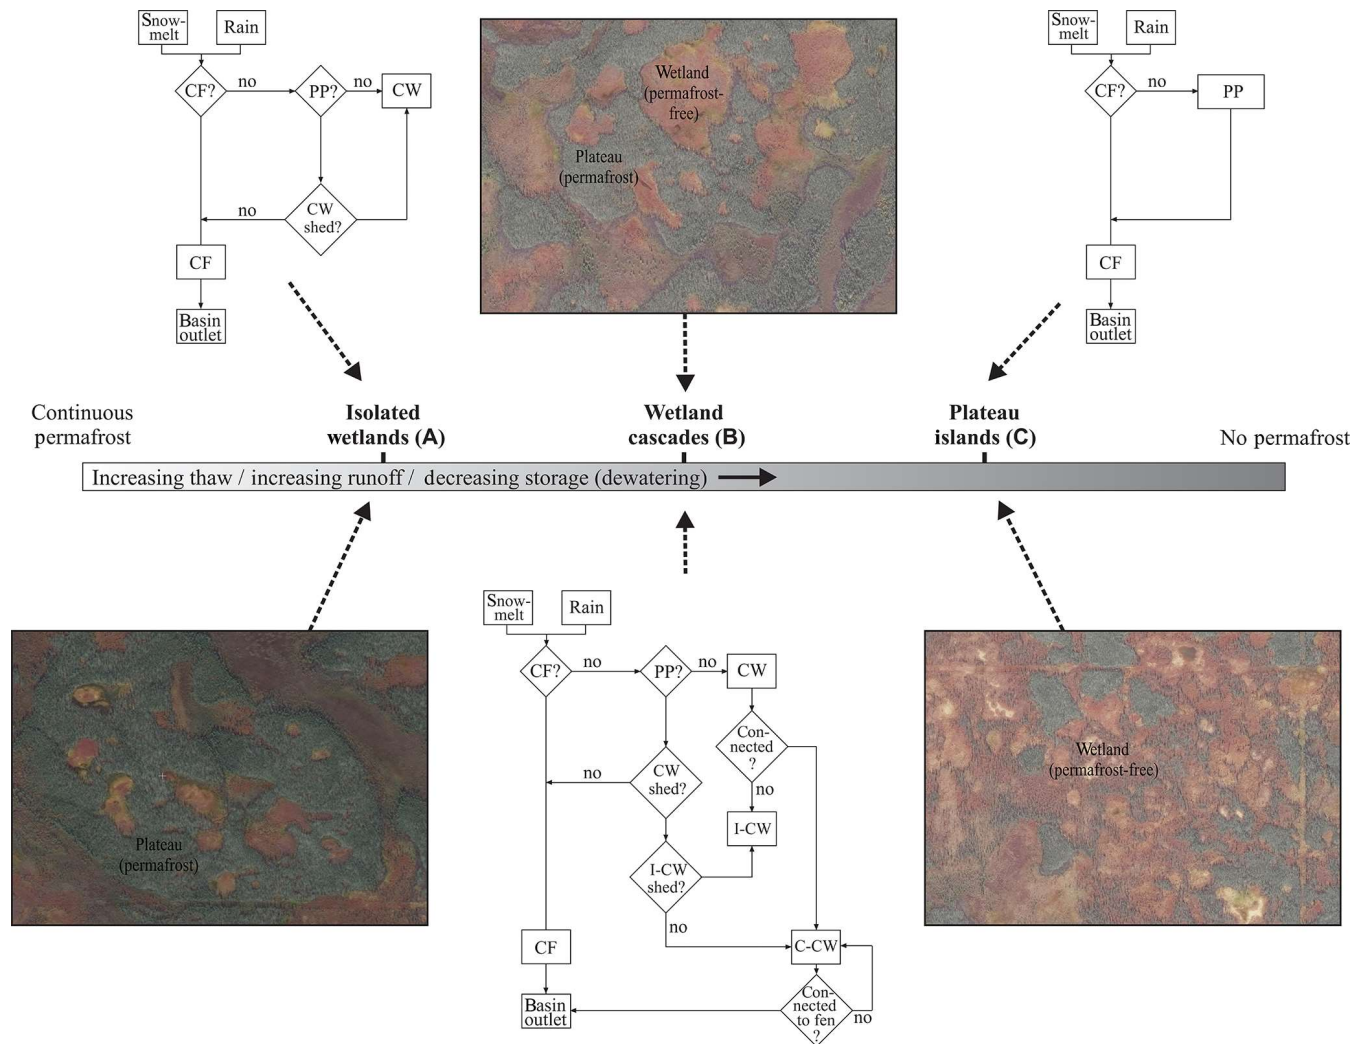 Snow-
melt
Rain
CF?
no
PP?
no
CW
no
CW
shed?
CF
Basin
outlet
Wetland
(permafrost-
free)
Plateau
(permafrost)
Snow-
melt
Rain
CF?
no
PP
CF
Basin
outlet
Continuous
permafrost
Isolated
wetlands (A)
Wetland
cascades (B)
Plateau
islands (C)
No permafrost
Increasing thaw / increasing runoff / decreasing storage (dewatering)
Plateau
(permafrost)
Snow-
melt
Rain
CF?
no
PP?
no
CW
Con-
nected
?
no
CW
shed?
no
I-CW
I-CW
shed?
no
CF
C-CW
Basin
outlet
Con-
nected
to fen
?
no
Wetland
(permafrost-free)